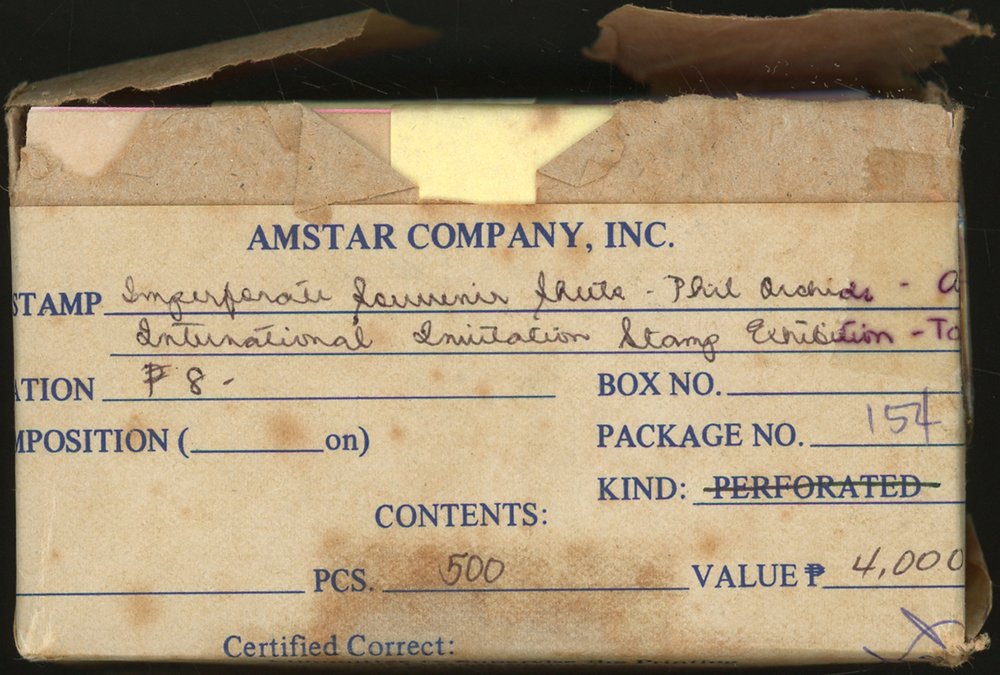 AMSTAR COMPANY, INC.
STAMP Imperforate Souvenir Sheets - Phil Orchids - A
International Invitation Stamp Exhibition - To
ATION ₱ 8 -
BOX NO.
MPOSITION ( on)
PACKAGE NO. 154
KIND: PERFORATED
CONTENTS:
PCS. 500 VALUE ₱ 4,000
Certified Correct: